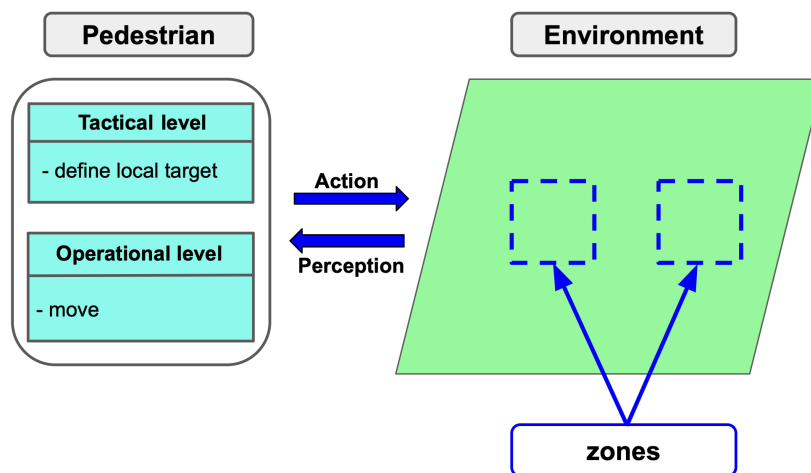 Pedestrian
Environment
Tactical level
- define local target
Operational level
- move
Action
Perception
zones